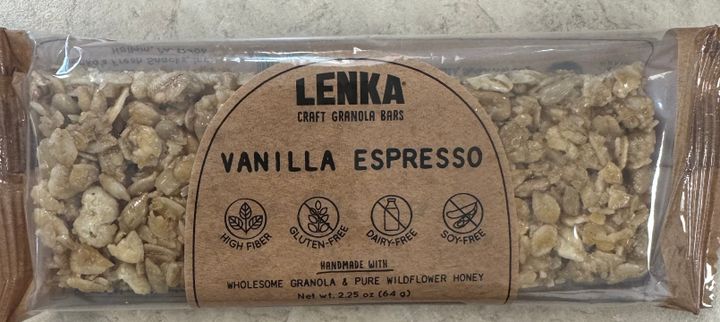 LENKA
CRAFT GRANOLA BARS
VANILLA ESPRESSO
HIGH FIBER
GLUTEN-FREE
DAIRY-FREE
SOY-FREE
HANDMADE WITH
WHOLESOME GRANOLA & PURE WILDFLOWER HONEY
Net wt. 2.25 oz (64 g)